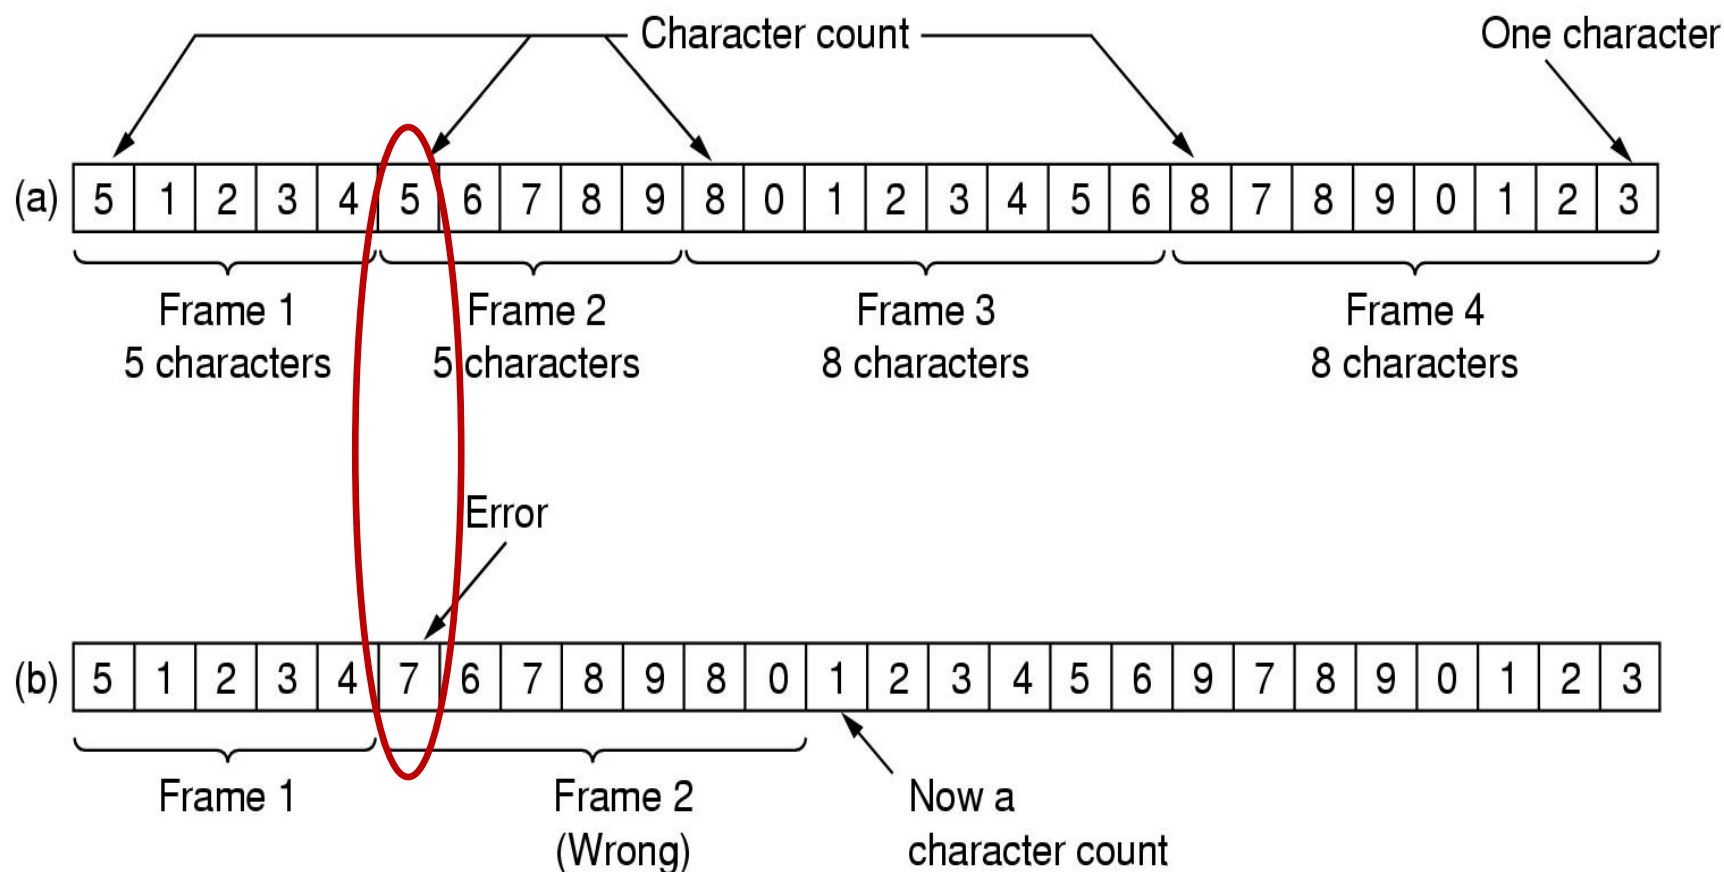 Character count One character
(a) 5 1 2 3 4 5 6 7 8 9 8 0 1 2 3 4 5 6 8 7 8 9 0 1 2 3
Frame 1 Frame 2 Frame 3 Frame 4
5 characters 5 characters 8 characters 8 characters
Error
(b) 5 1 2 3 4 7 6 7 8 9 8 0 1 2 3 4 5 6 9 7 8 9 0 1 2 3
Frame 1 Frame 2 Now a
(Wrong) character count